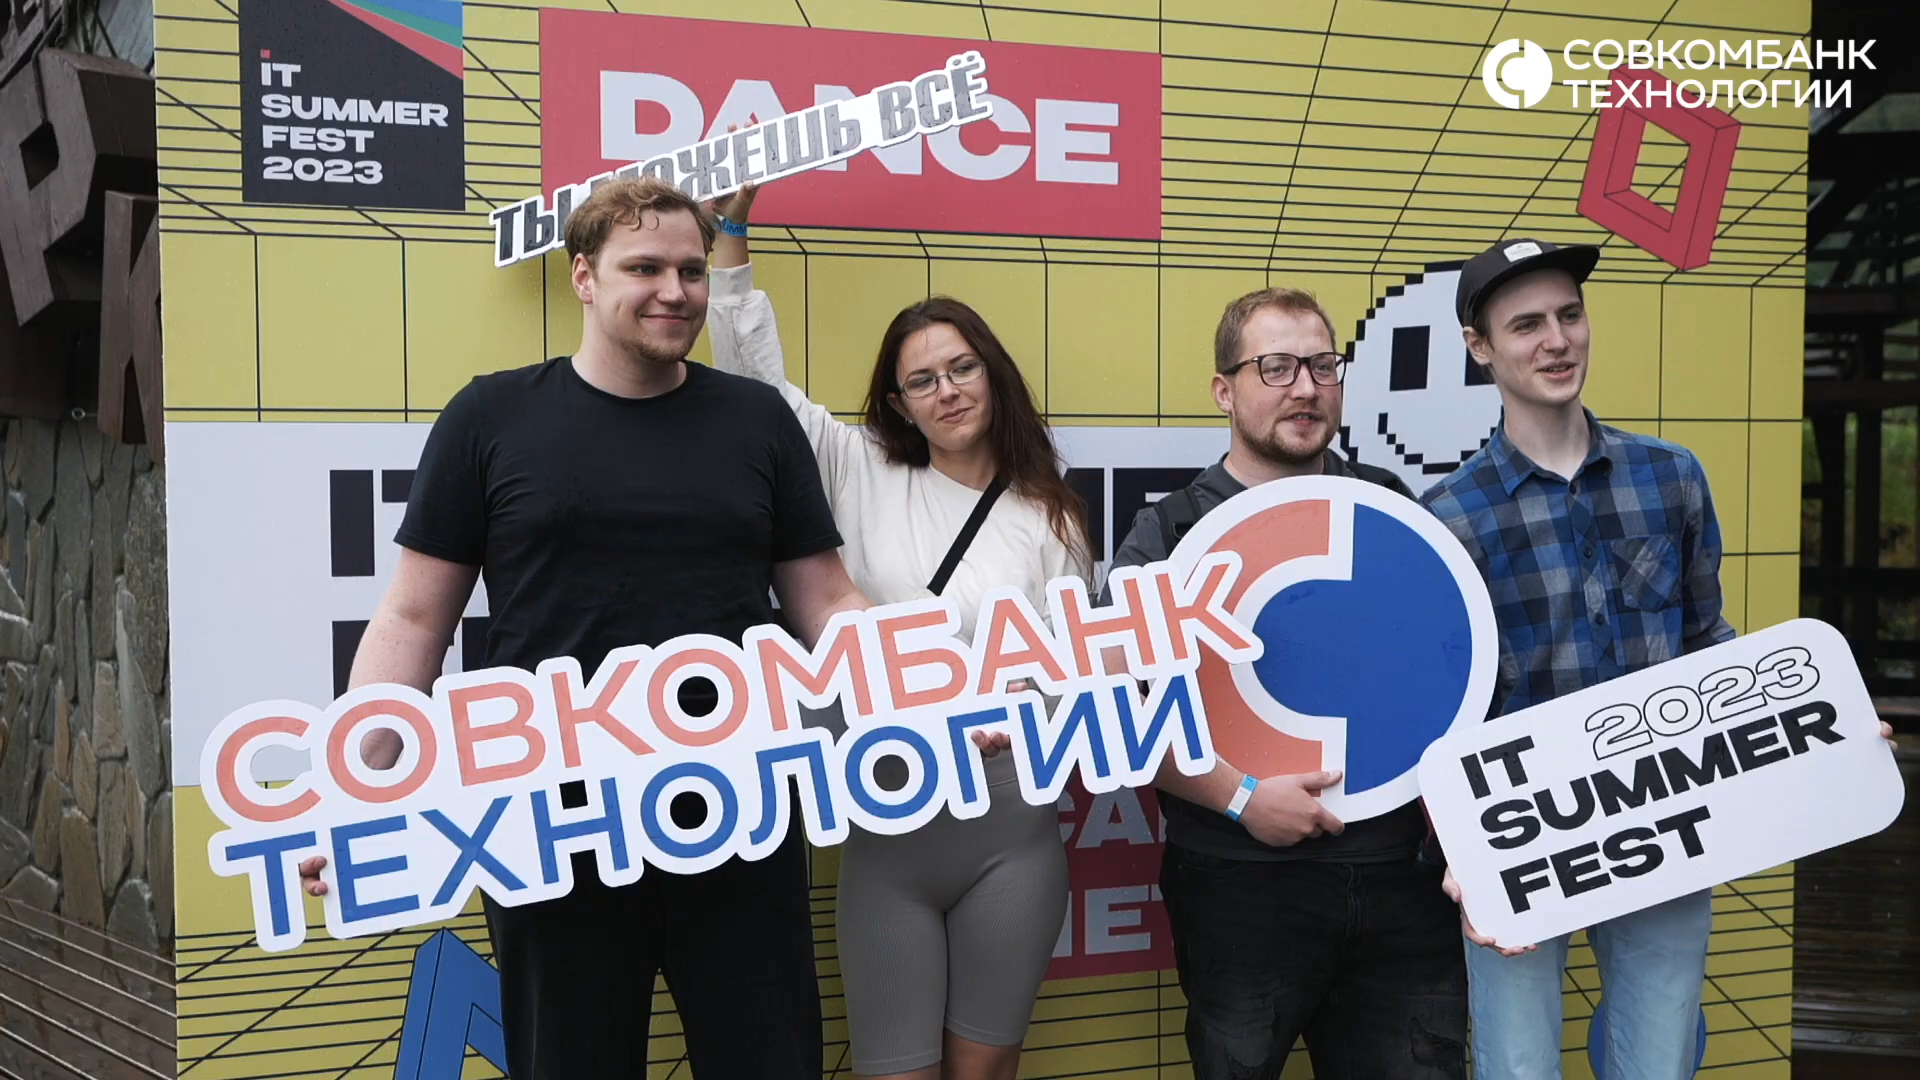 СОВКОМБАНК
ТЕХНОЛОГИИ
IT
SUMMER
FEST
2023
DANCE
ТЫ МОЖЕШЬ ВСЁ
СОВКОМБАНК
ТЕХНОЛОГИИ
2023
IT
SUMMER
FEST